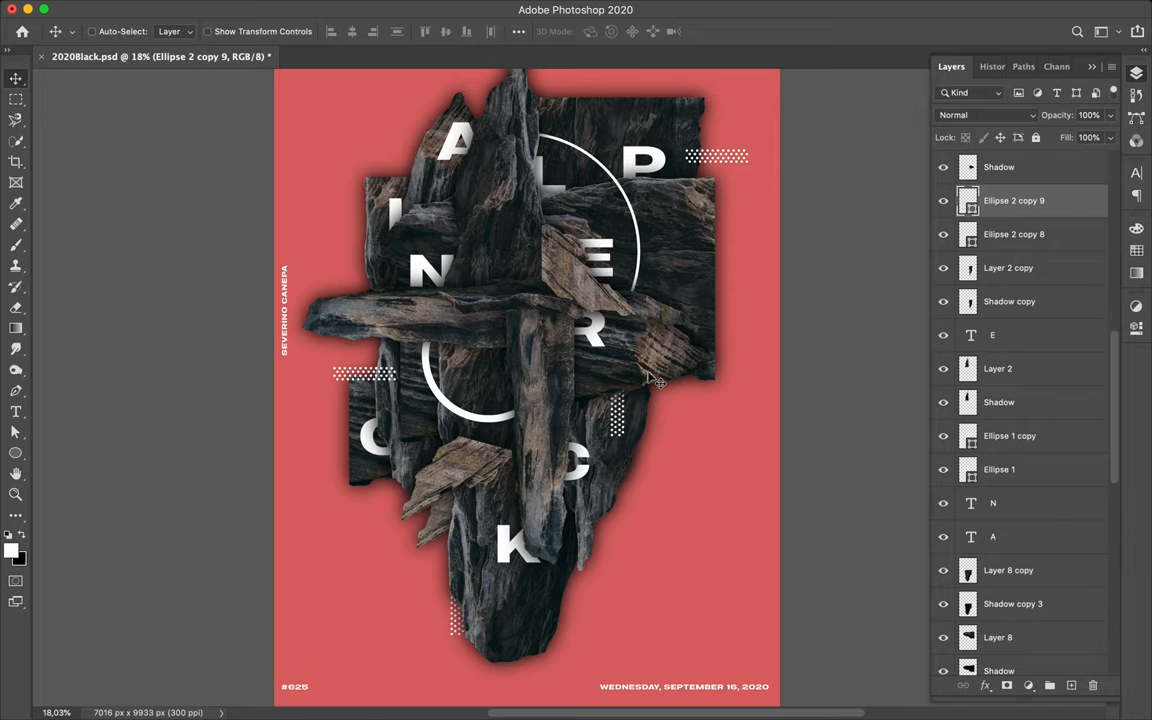 Adobe Photoshop 2020
Auto-Select:
Layer
Show Transform Controls
3D Mode:
2020Black.psd @ 18% (Ellipse 2 copy 9, RGB/8) *
Layers
Histor
Paths
Chann
Kind
Normal
Opacity: 100%
Lock:
Fill: 100%
Shadow
Ellipse 2 copy 9
Ellipse 2 copy 8
Layer 2 copy
Shadow copy
E
Layer 2
Shadow
Ellipse 1 copy
Ellipse 1
N
A
Layer 8 copy
Shadow copy 3
Layer 8
Shadow
A
L
P
I
N
E
R
O
C
K
SEVERINO CANEPA
#625
WEDNESDAY, SEPTEMBER 16, 2020
18,03%
7016 px x 9933 px (300 ppi)